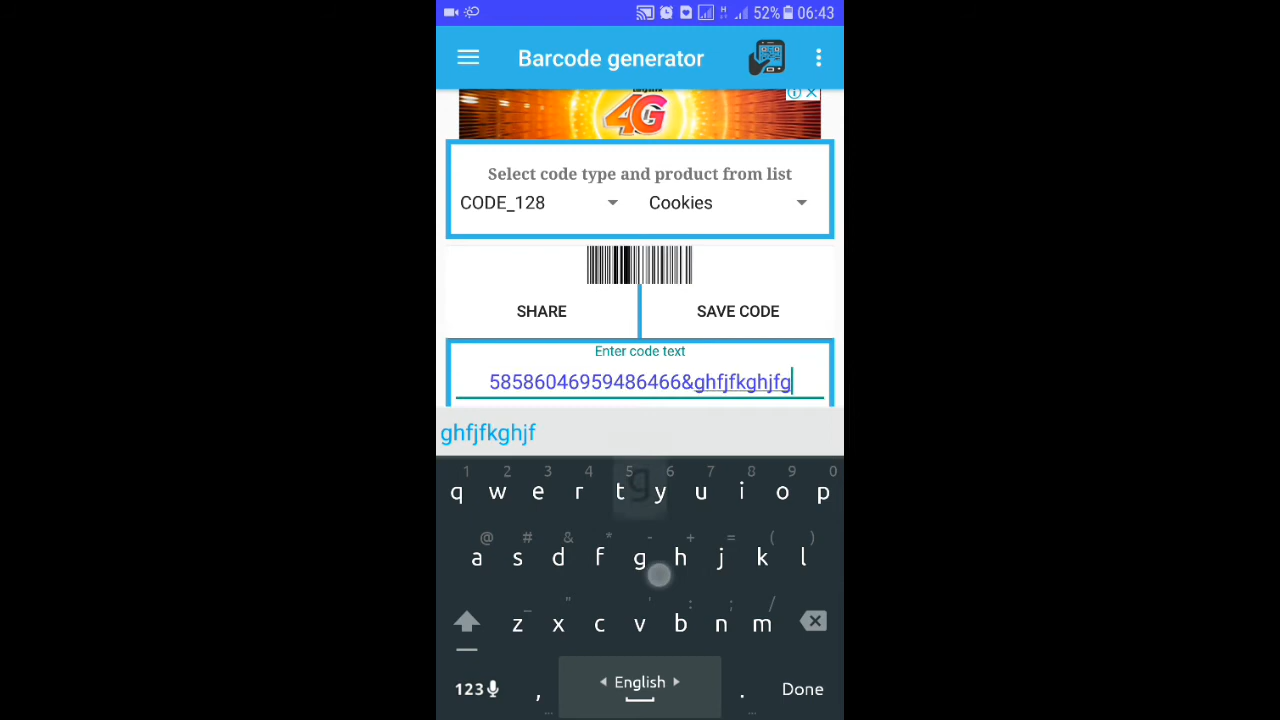 H 52% 06:43
Barcode generator
4G
Select code type and product from list
CODE_128 Cookies
SHARE SAVE CODE
Enter code text
58586046959486466&ghfjfkghjfg
ghfjfkghjf
1 2 3 4 5 6 7 8 9 0
q w e r t y u i o p
g
@ # & * - + = ( )
a s d f g h j k l
_ " ' : ; /
z x c v b n m
123 , English . Done